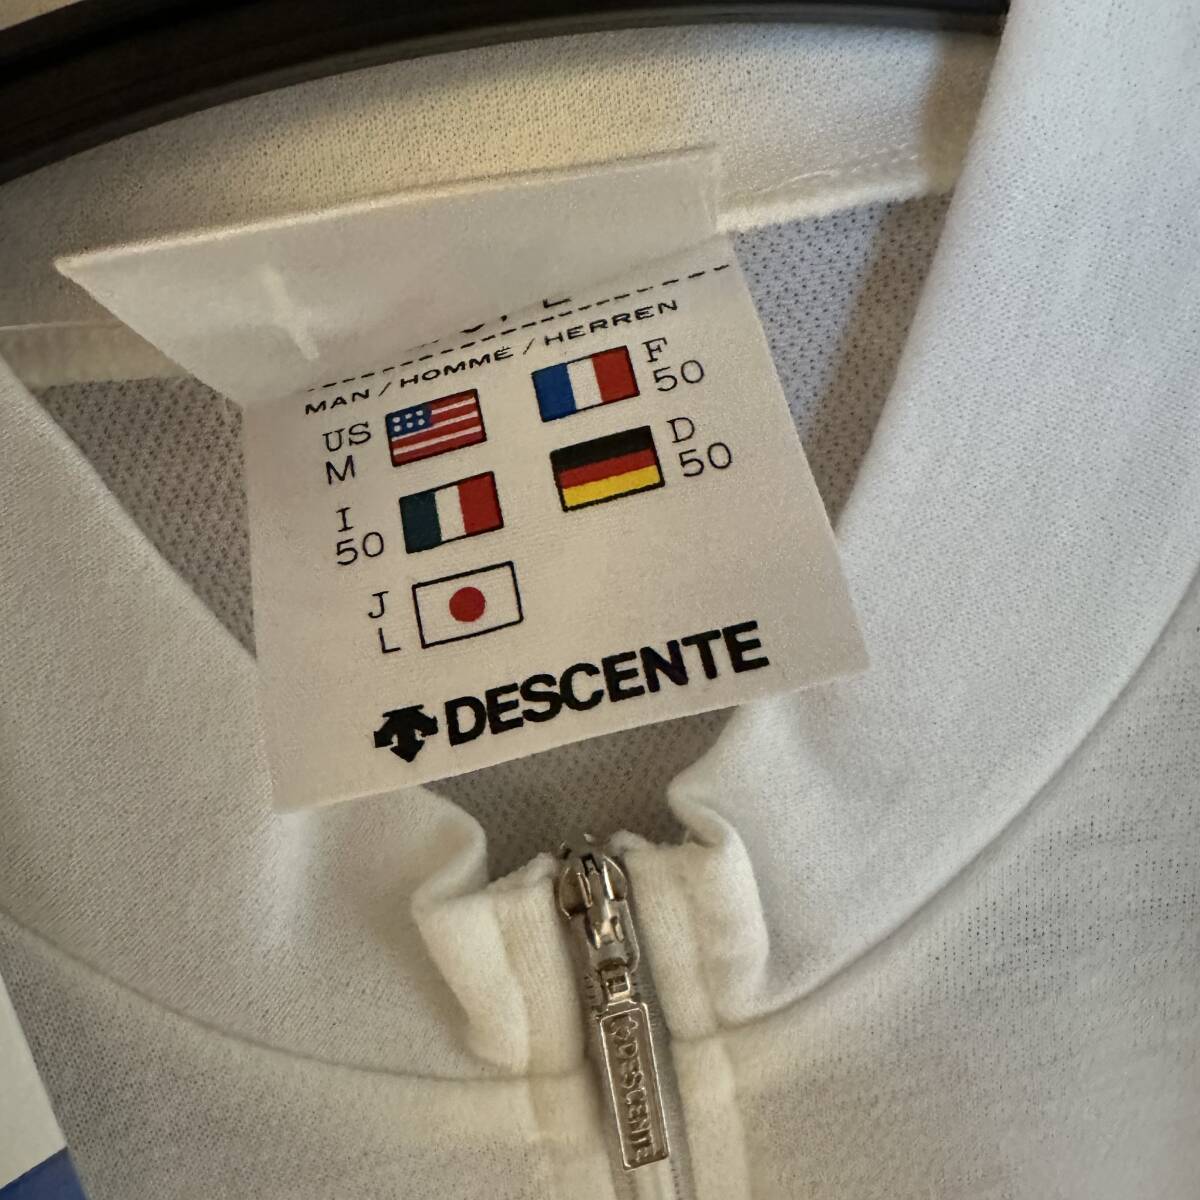 MAN / HOMME / HERREN
US
M
F
50
I
50
D
50
J
L
DESCENTE
DESCENTE